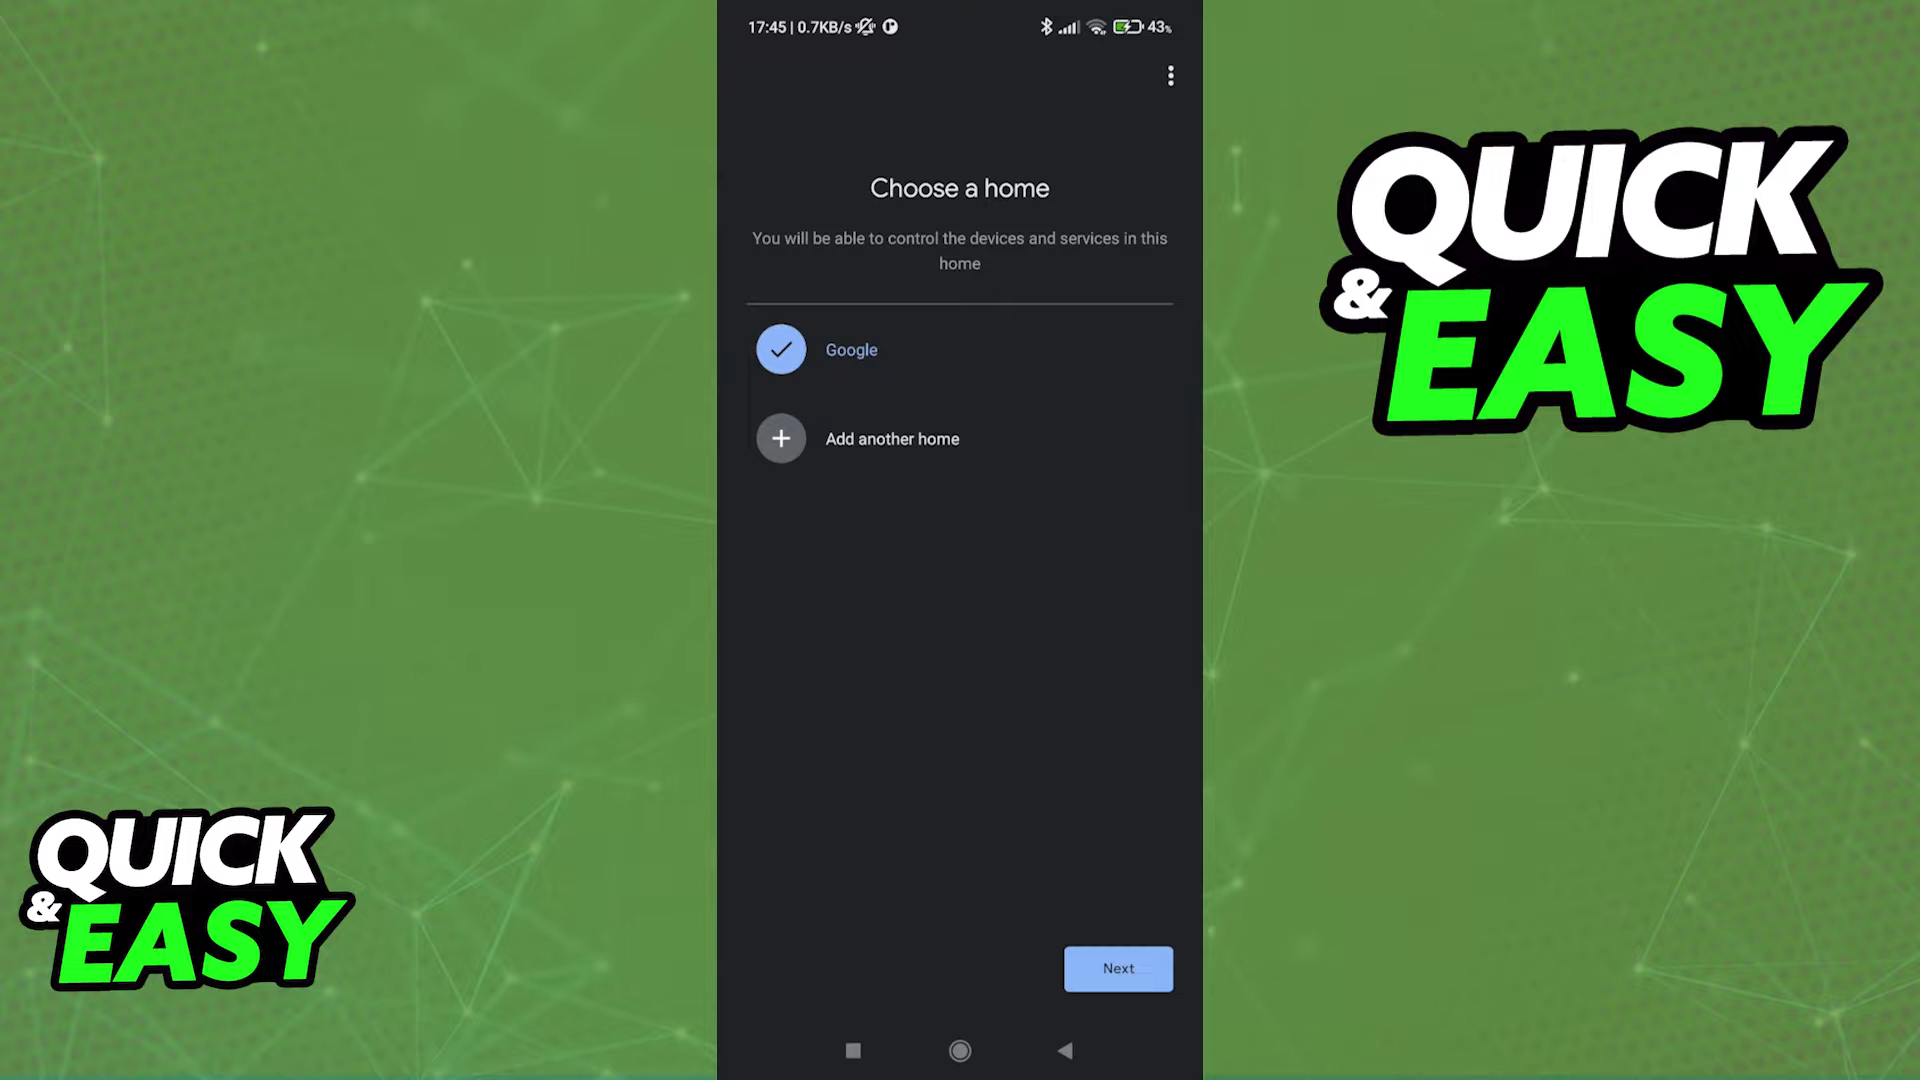 17:45 | 0.7KB/s
43%
Choose a home
You will be able to control the devices and services in this
home
Google
Add another home
Next
QUICK
& EASY
QUICK
& EASY